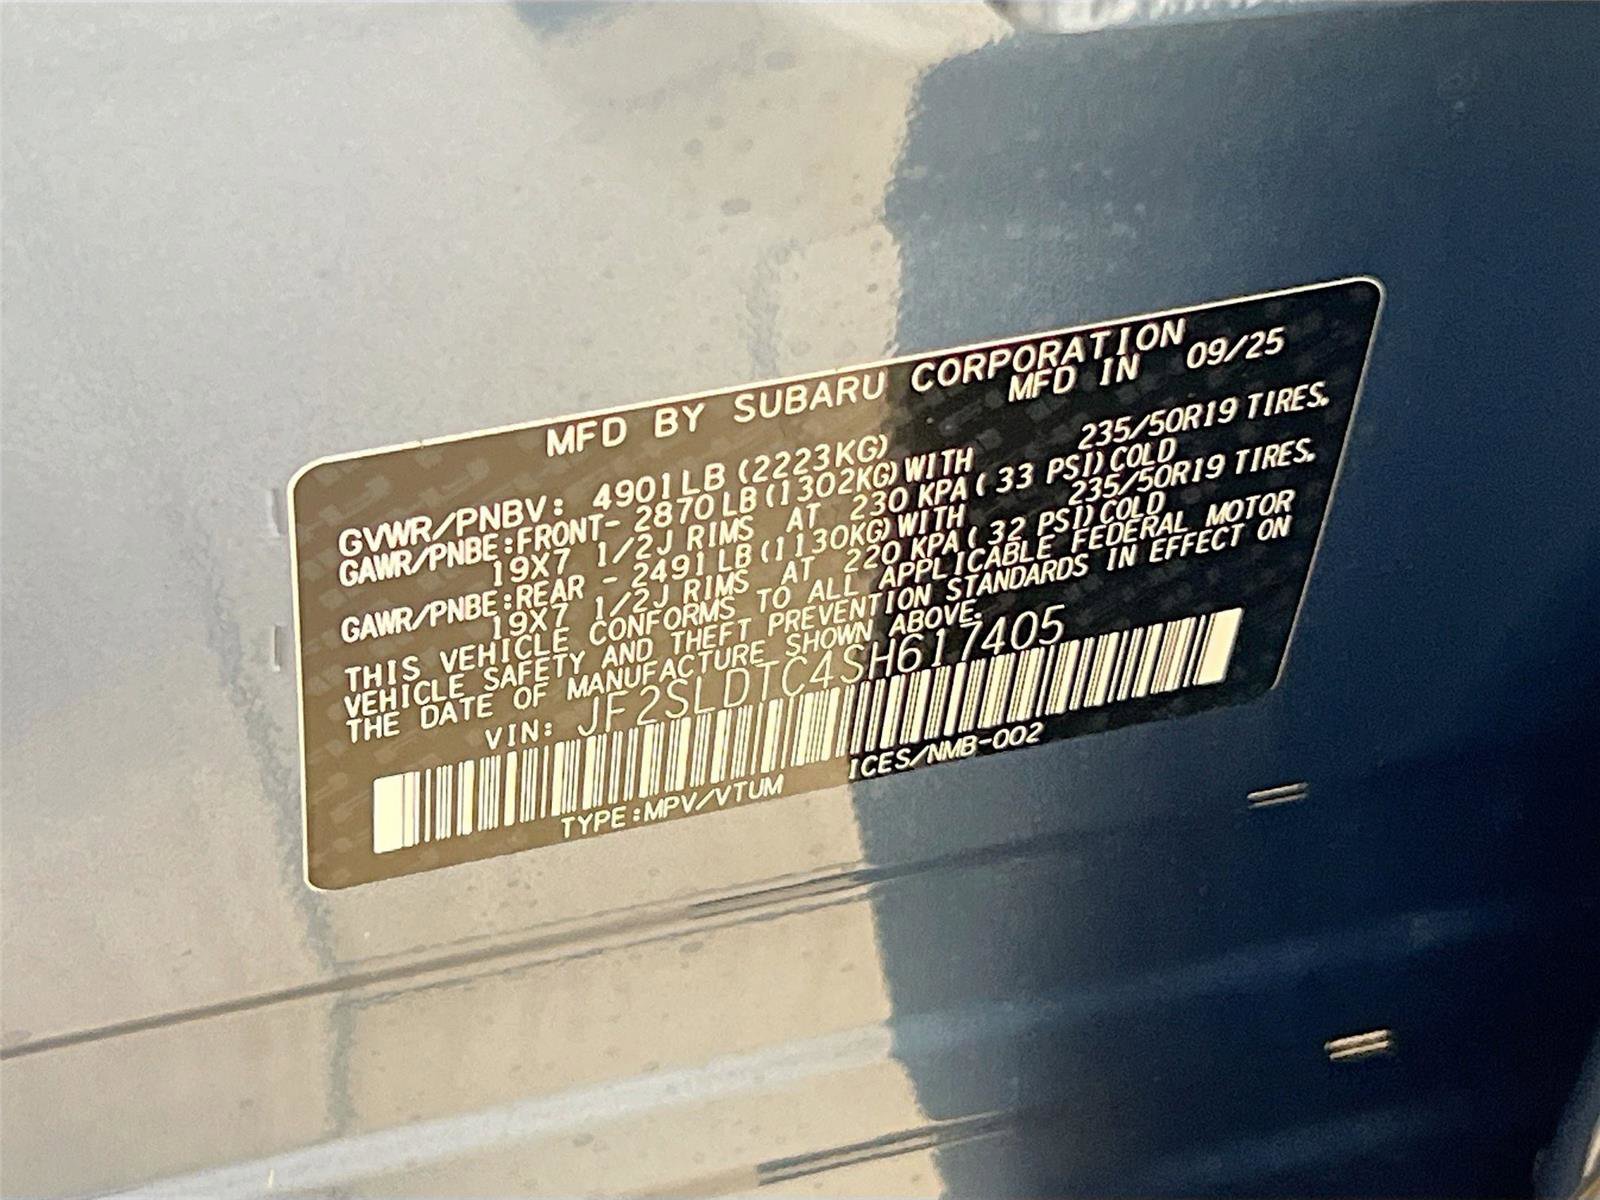 MFD BY SUBARU CORPORATION
MFD IN 09/25
GVWR/PNBV: 4901LB(2223KG)
GAWR/PNBE:FRONT- 2870LB(1302KG)WITH 235/50R19 TIRES.
19X7 1/2J RIMS AT 230 KPA( 33 PSI)COLD
GAWR/PNBE:REAR - 2491LB(1130KG)WITH 235/50R19 TIRES.
19X7 1/2J RIMS AT 220 KPA( 32 PSI)COLD
THIS VEHICLE CONFORMS TO ALL APPLICABLE FEDERAL MOTOR
VEHICLE SAFETY AND THEFT PREVENTION STANDARDS IN EFFECT ON
THE DATE OF MANUFACTURE SHOWN ABOVE.
VIN: JF2SLDTC4SH617405
TYPE:MPV/VTUM ICES/NMB-002